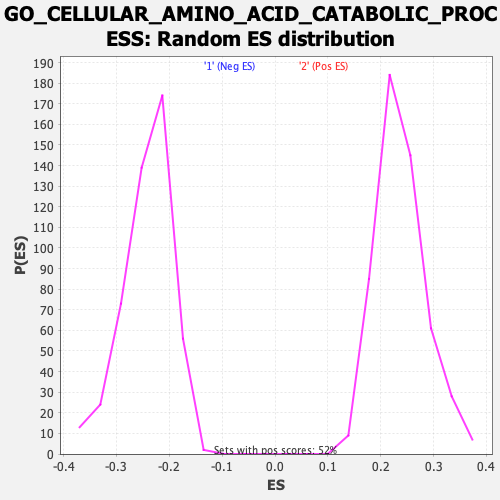 GO_CELLULAR_AMINO_ACID_CATABOLIC_PROC
ESS: Random ES distribution
'1' (Neg ES) '2' (Pos ES)
190
180
170
160
150
140
130
120
110
100
90
80
70
60
50
40
30
20
10
0
P(ES)
Sets with pos scores: 52%
-0.4 -0.3 -0.2 -0.1 0.0 0.1 0.2 0.3 0.4
ES